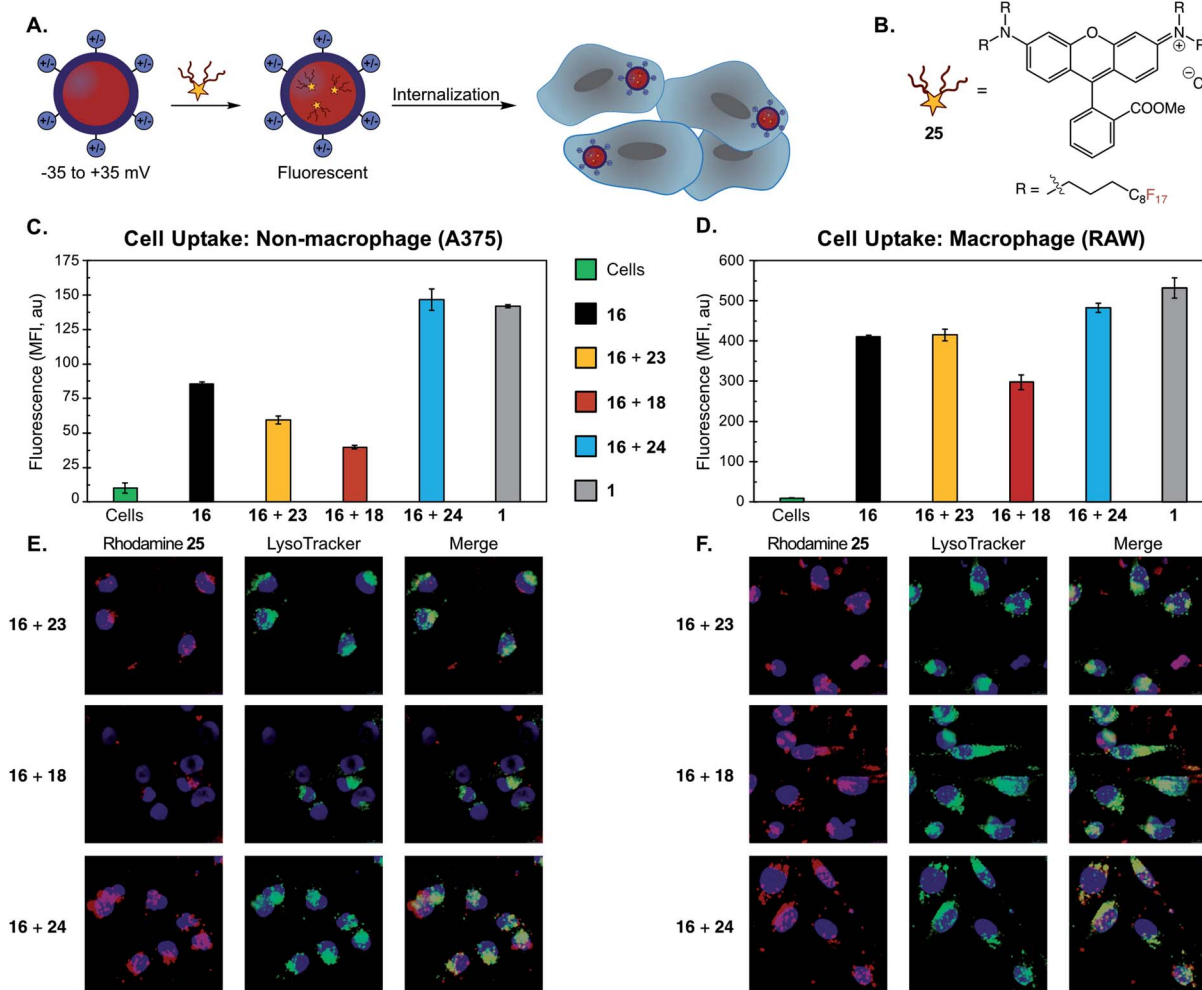 A.
+/-
+/-
+/-
+/-
+/-
+/-
-35 to +35 mV
+/-
+/-
+/-
+/-
+/-
+/-
Fluorescent
Internalization
B.
25
=
R
R
N
O
R
N
⊕
R
COOMe
R =
C8F17
C.
Cell Uptake: Non-macrophage (A375)
Fluorescence (MFI, au)
175
150
125
100
75
50
25
0
Cells
16
16 + 23
16 + 18
16 + 24
1
Cells
16
16 + 23
16 + 18
16 + 24
1
D.
Cell Uptake: Macrophage (RAW)
Fluorescence (MFI, au)
600
500
400
300
200
100
0
Cells
16
16 + 23
16 + 18
16 + 24
1
E.
Rhodamine 25
LysoTracker
Merge
16 + 23
16 + 18
16 + 24
F.
Rhodamine 25
LysoTracker
Merge
16 + 23
16 + 18
16 + 24